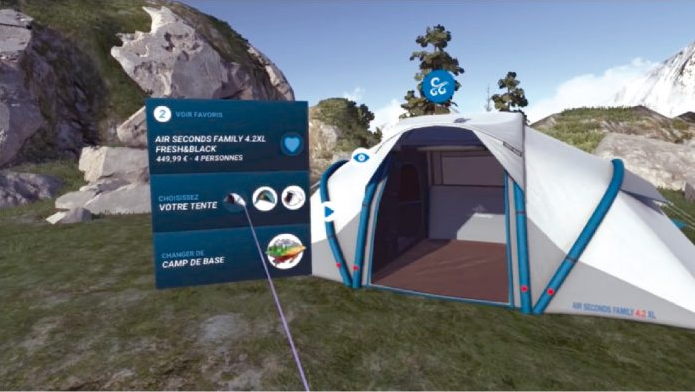 2 VOIR FAVORIS
AIR SECONDS FAMILY 4.2XL
FRESH&BLACK
449,99 € - 4 PERSONNES
CHOISISSEZ
VOTRE TENTE
CHANGER DE
CAMP DE BASE
AIR SECONDS FAMILY 4.2 XL